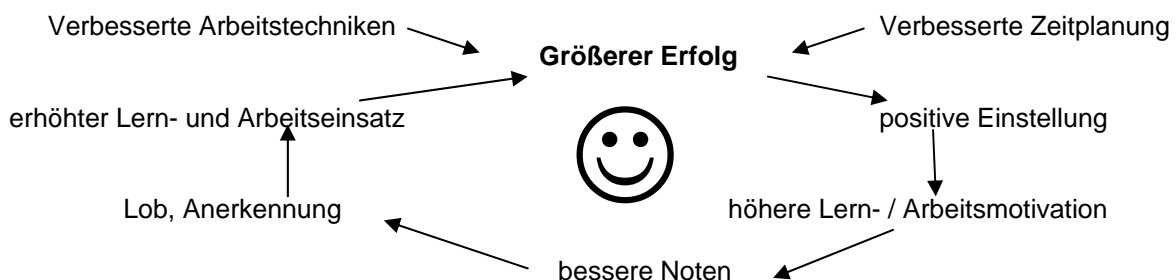 Verbesserte Arbeitstechniken
Verbesserte Zeitplanung
Größerer Erfolg
erhöhter Lern- und Arbeitseinsatz
positive Einstellung
Lob, Anerkennung
höhere Lern- / Arbeitsmotivation
bessere Noten